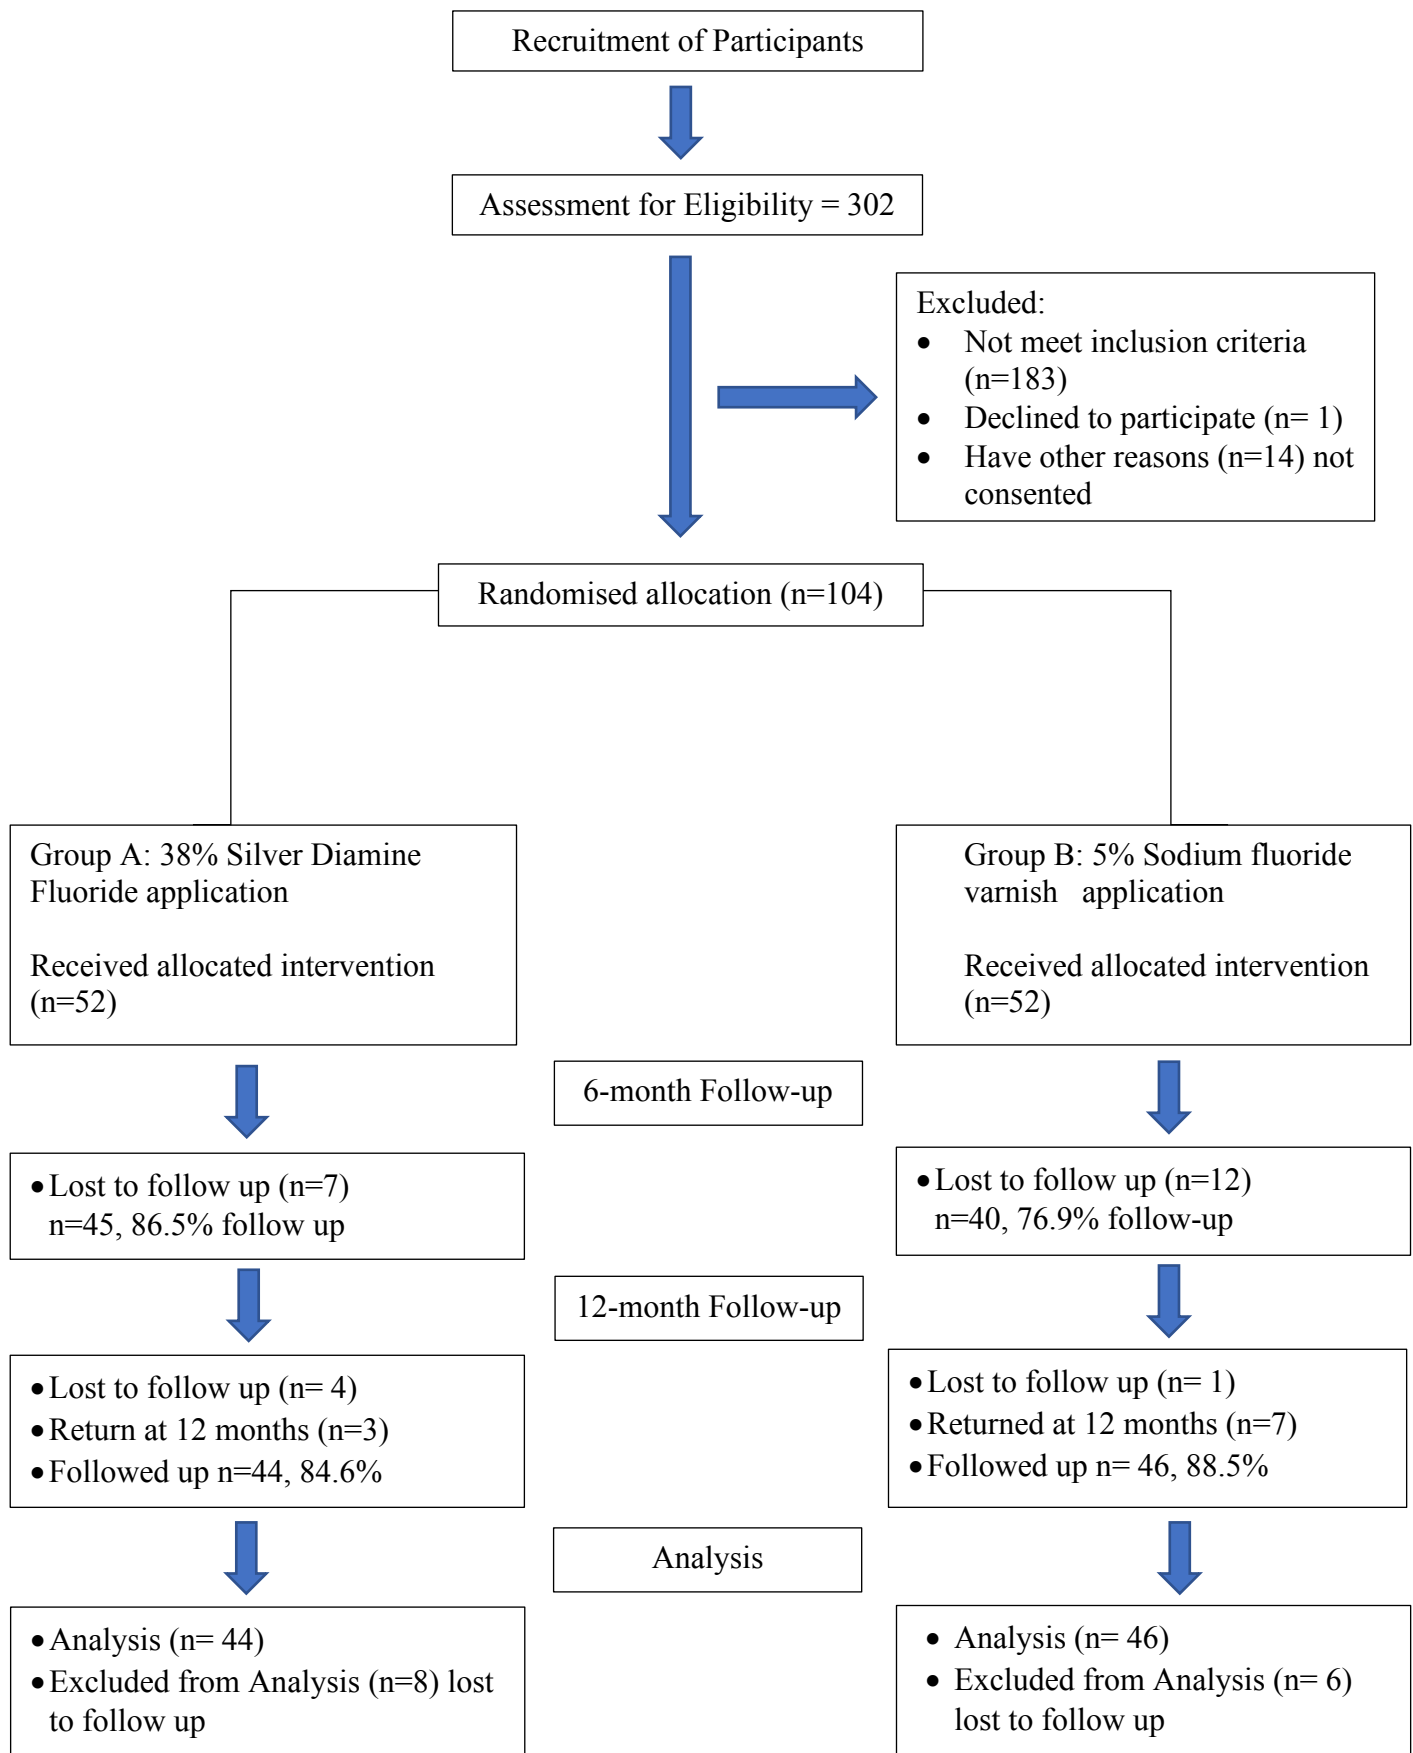 Recruitment of Participants
Assessment for Eligibility = 302
Excluded:
• Not meet inclusion criteria
(n=183)
• Declined to participate (n= 1)
• Have other reasons (n=14) not
consented
Randomised allocation (n=104)
Group A: 38% Silver Diamine
Fluoride application
Received allocated intervention
(n=52)
Group B: 5% Sodium fluoride
varnish application
Received allocated intervention
(n=52)
6-month Follow-up
• Lost to follow up (n=7)
n=45, 86.5% follow up
• Lost to follow up (n=12)
n=40, 76.9% follow-up
12-month Follow-up
• Lost to follow up (n= 4)
• Return at 12 months (n=3)
• Followed up n=44, 84.6%
• Lost to follow up (n= 1)
• Returned at 12 months (n=7)
• Followed up n= 46, 88.5%
Analysis
• Analysis (n= 44)
• Excluded from Analysis (n=8) lost
to follow up
• Analysis (n= 46)
• Excluded from Analysis (n= 6)
lost to follow up